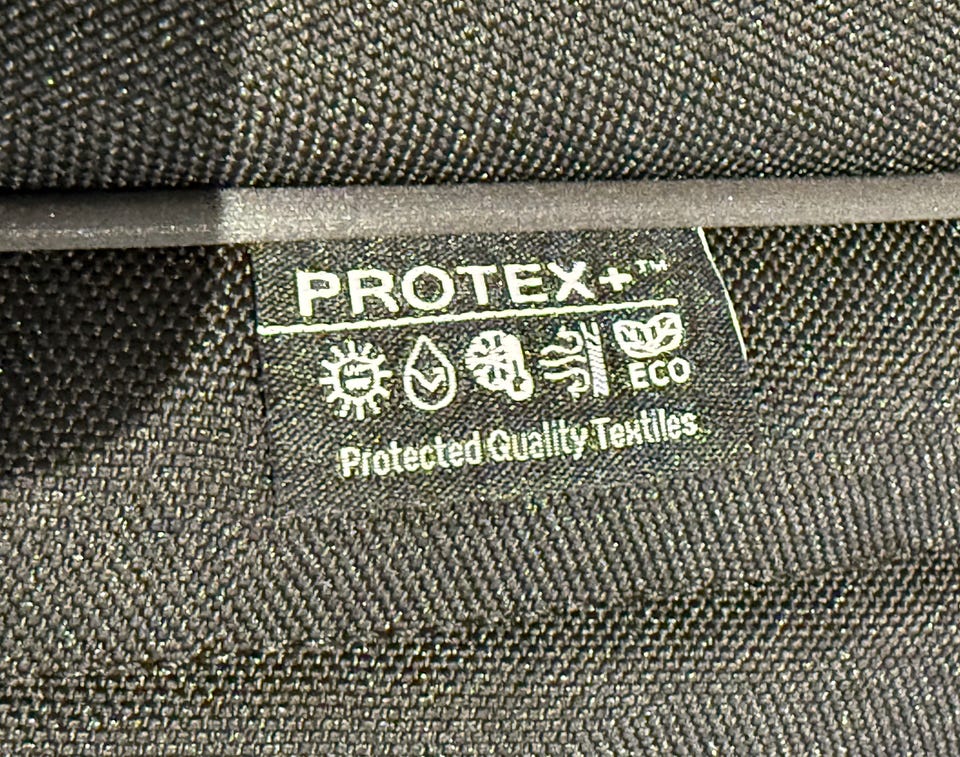 PROTEX+™
ECO
Protected Quality Textiles